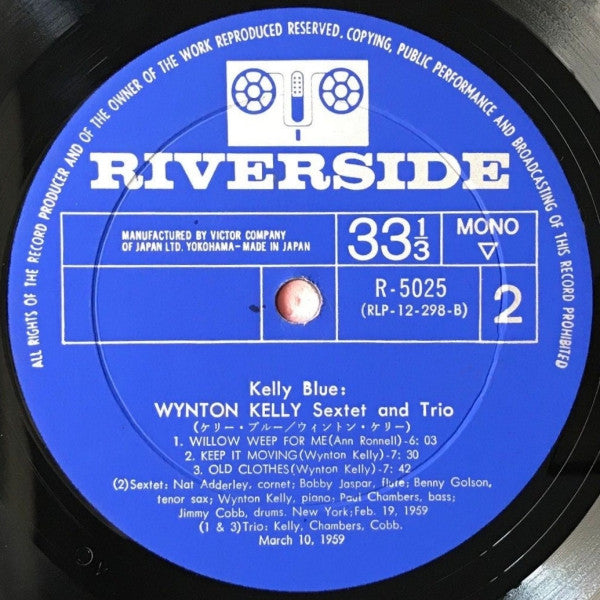 ALL RIGHTS OF THE RECORD PRODUCER AND OF THE OWNER OF THE WORK REPRODUCED RESERVED. COPYING, PUBLIC PERFORMANCE AND BROADCASTING OF THIS RECORD PROHIBITED
RIVERSIDE
MANUFACTURED BY VICTOR COMPANY
OF JAPAN LTD. YOKOHAMA-MADE IN JAPAN
33 1/3
MONO
▽
R-5025
(RLP-12-298-B)
2
Kelly Blue:
WYNTON KELLY Sextet and Trio
(ケリー・ブルー/ウィントン・ケリー)
1. WILLOW WEEP FOR ME(Ann Ronnell)-6: 03
2. KEEP IT MOVING(Wynton Kelly)-7: 30
3. OLD CLOTHES(Wynton Kelly)-7: 42
(2)Sextet: Nat Adderley, cornet; Bobby Jaspar, flute; Benny Golson,
tenor sax; Wynton Kelly, piano; Paul Chambers, bass;
Jimmy Cobb, drums. New York; Feb. 19, 1959
(1 & 3)Trio: Kelly, Chambers, Cobb.
March 10, 1959